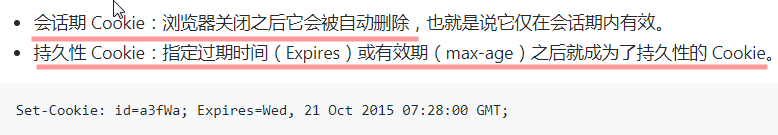 会话期 Cookie：浏览器关闭之后它会被自动删除，也就是说它仅在会话期内有效。
持久性 Cookie：指定过期时间（Expires）或有效期（max-age）之后就成为了持久性的 Cookie。
Set-Cookie: id=a3fWa; Expires=Wed, 21 Oct 2015 07:28:00 GMT;